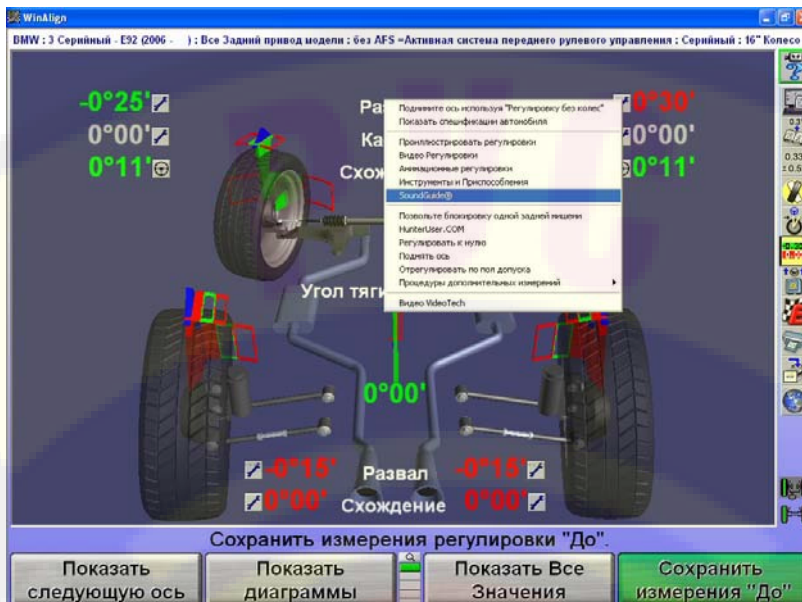 WinAlign
BMW : 3 Серийный - E92 (2006 - ) : Все Задний привод модели : без AFS =Активная система переднего рулевого управления : Серийный : 16" Колесо
-0°25' Ра 0°30'
0°00' Ка 0°00'
0°11' Схож 0°11'
Поднимите ось используя "Регулировку без колес"
Показать спецификации автомобиля
Проиллюстрировать регулировки
Видео Регулировки
Анимационные регулировки
Инструменты и Приспособления
SoundGuide®
Позвольте блокировку одной задней мишени
HunterUser.COM
Регулировать к нулю
Поднять ось
Отрегулировать по пол допуска
Процедуры дополнительных измерений
Видео VideoTech
Угол тяги
0°00'
-0°15' Развал -0°15'
0°00' Схождение 0°00'
Сохранить измерения регулировки "До".
Показать следующую ось
Показать диаграммы
Показать Все Значения
Сохранить измерения "До"